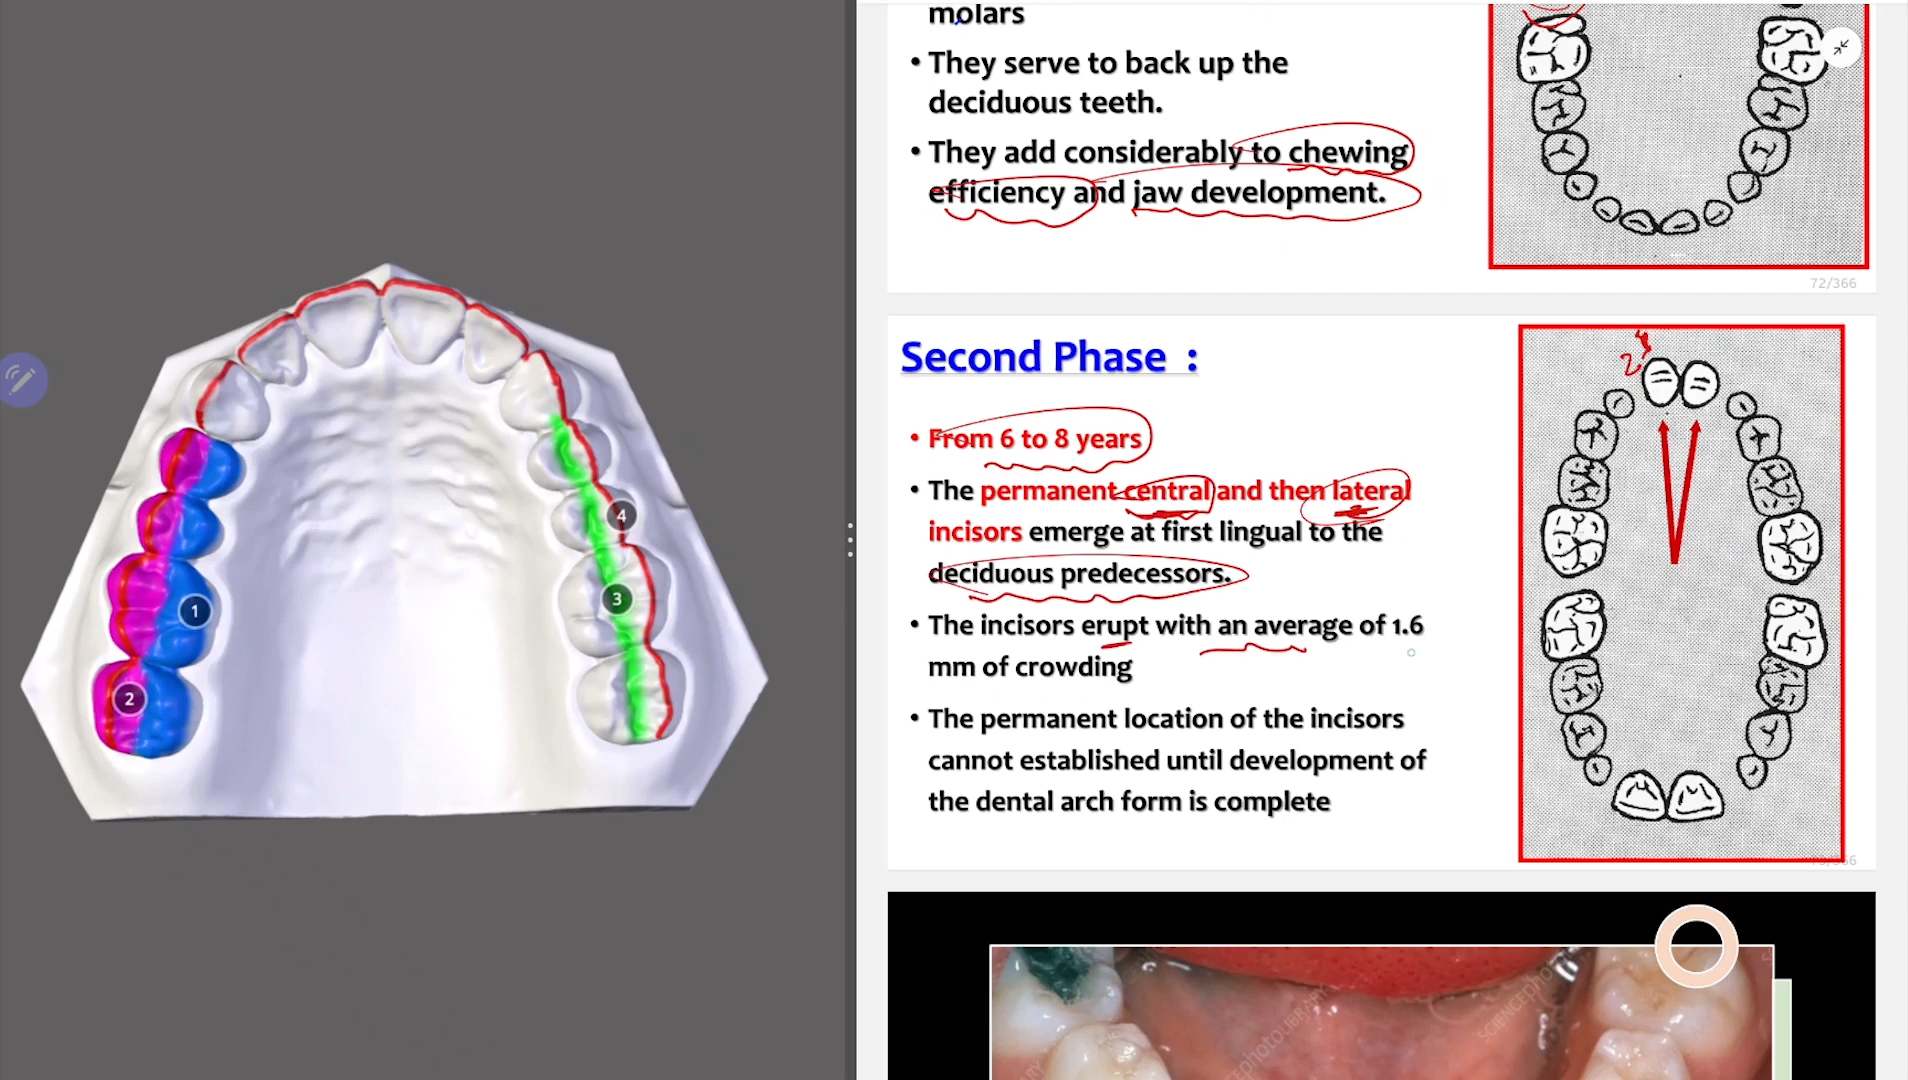 molars
• They serve to back up the
deciduous teeth.
• They add considerably to chewing
efficiency and jaw development.
72/366
Second Phase :
• From 6 to 8 years
• The permanent central and then lateral
incisors emerge at first lingual to the
deciduous predecessors.
• The incisors erupt with an average of 1.6
mm of crowding
• The permanent location of the incisors
cannot established until development of
the dental arch form is complete
1
2
3
4